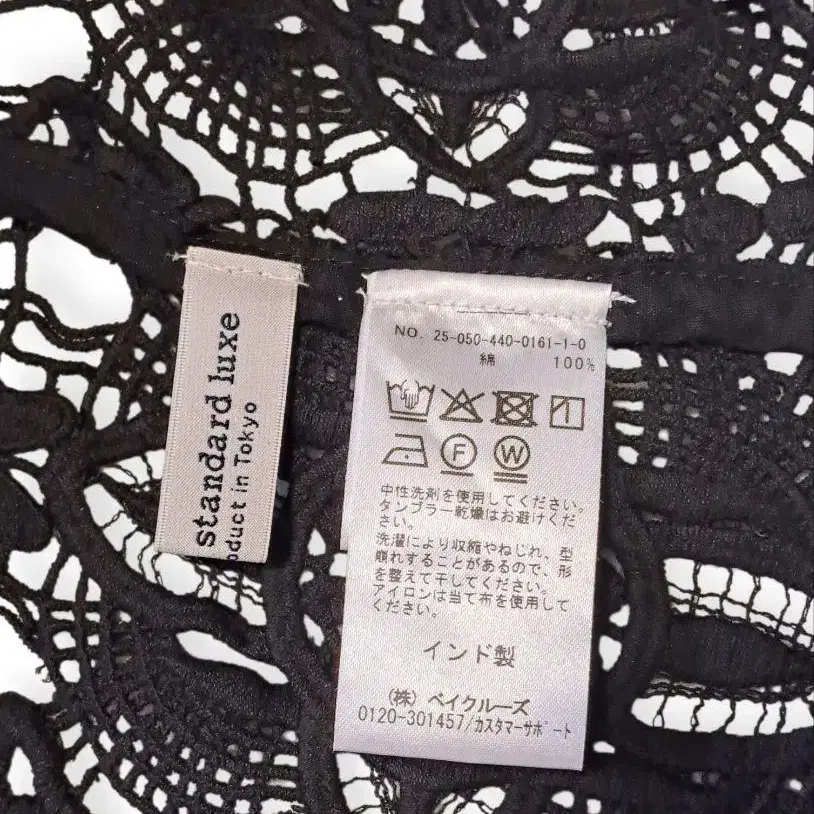 standard luxe
oduct in Tokyo
NO. 25-050-440-0161-1-0
綿 100%
F W
中性洗剤を使用してください。
タンブラー乾燥はお避けくだ
さい。
洗濯により収縮やねじれ、型
崩れすることがあるので、形
を整えて干してください。
アイロンは当て布を使用して
ください。
インド製
(株) ベイクルーズ
0120-301457/カスタマーサポート